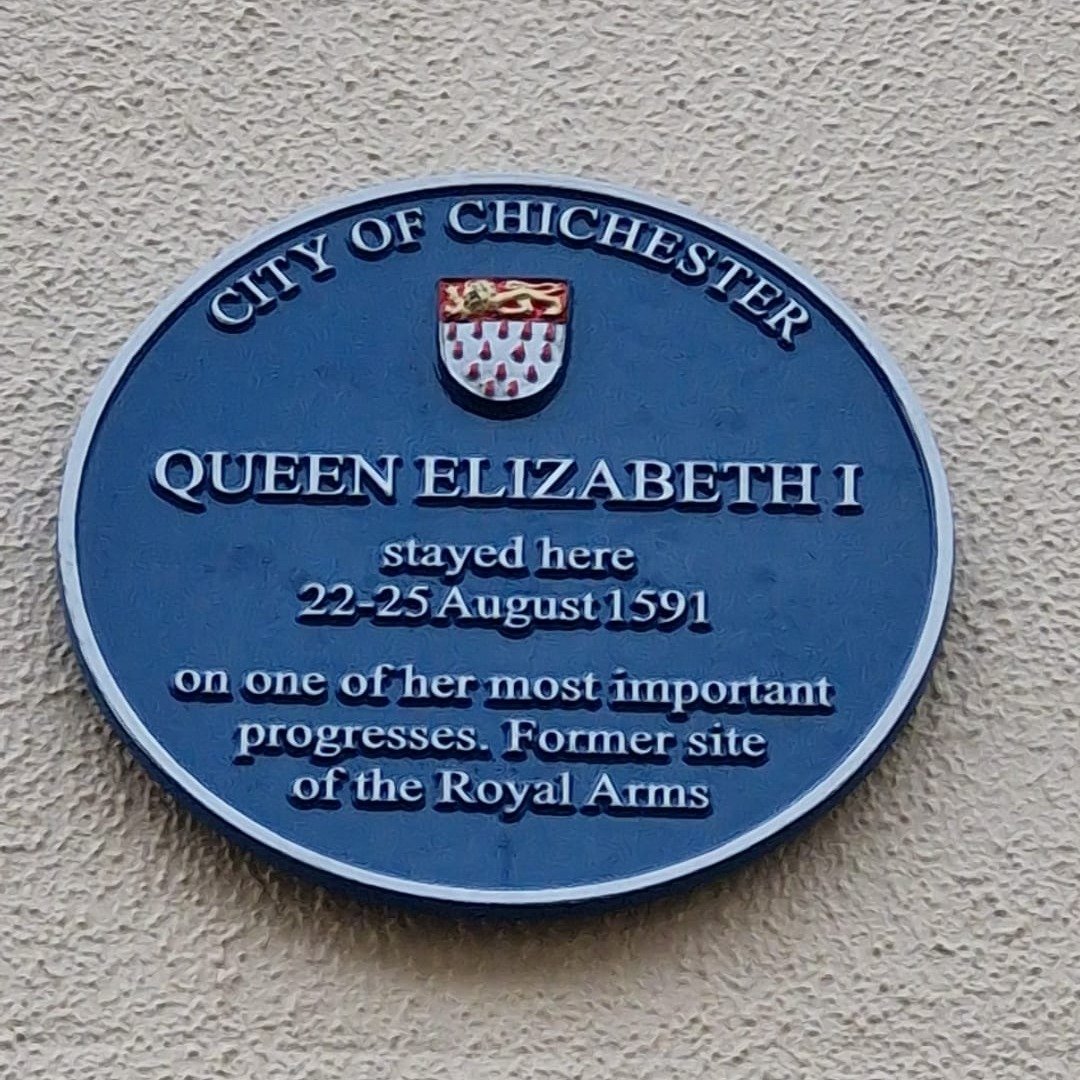 CITY OF CHICHESTER
QUEEN ELIZABETH I
stayed here
22-25 August 1591
on one of her most important
progresses. Former site
of the Royal Arms